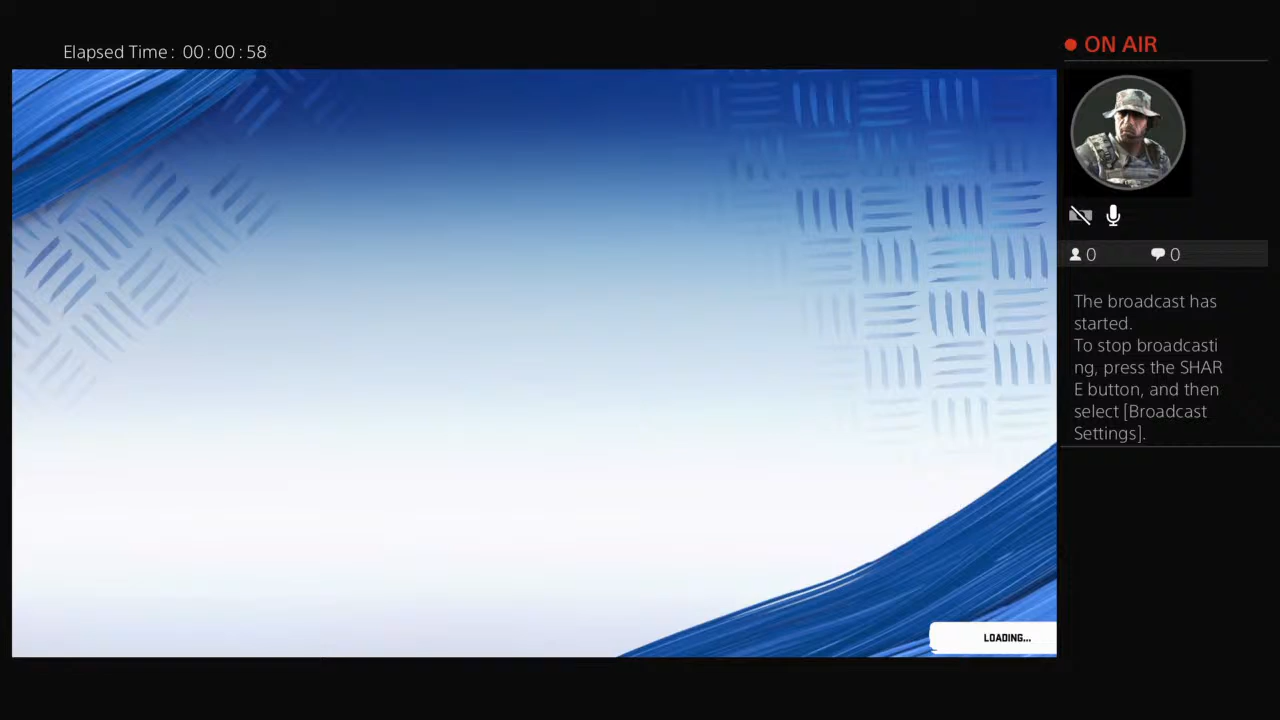 Elapsed Time: 00:00:58
ON AIR
0 0
The broadcast has
started.
To stop broadcasti
ng, press the SHAR
E button, and then
select [Broadcast
Settings].
LOADING...